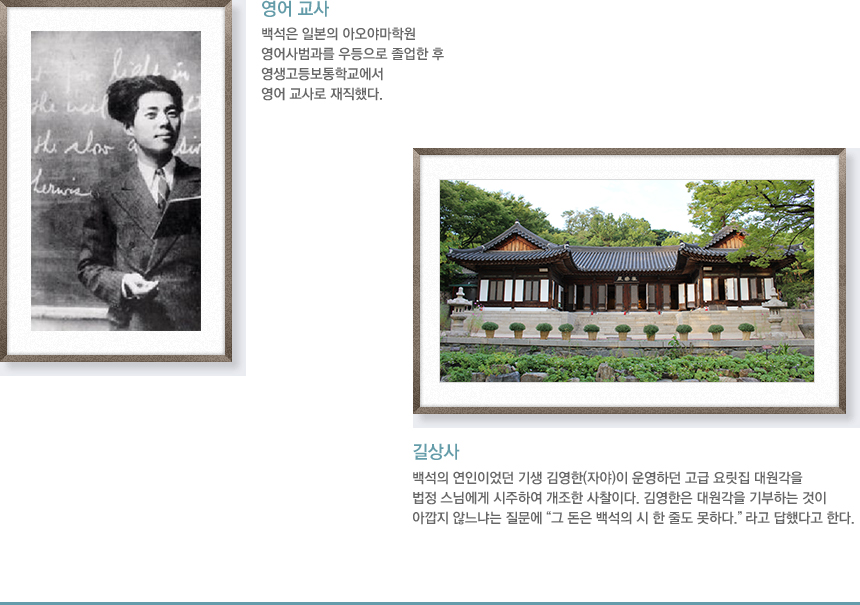 영어 교사
백석은 일본의 아오야마학원
영어사범과를 우등으로 졸업한 후
영생고등보통학교에서
영어 교사로 재직했다.
light in
the
the slow
herwis
길상사
백석의 연인이었던 기생 김영한(자야)이 운영하던 고급 요릿집 대원각을
법정 스님에게 시주하여 개조한 사찰이다. 김영한은 대원각을 기부하는 것이
아깝지 않느냐는 질문에 “그 돈은 백석의 시 한 줄도 못하다.” 라고 답했다고 한다.